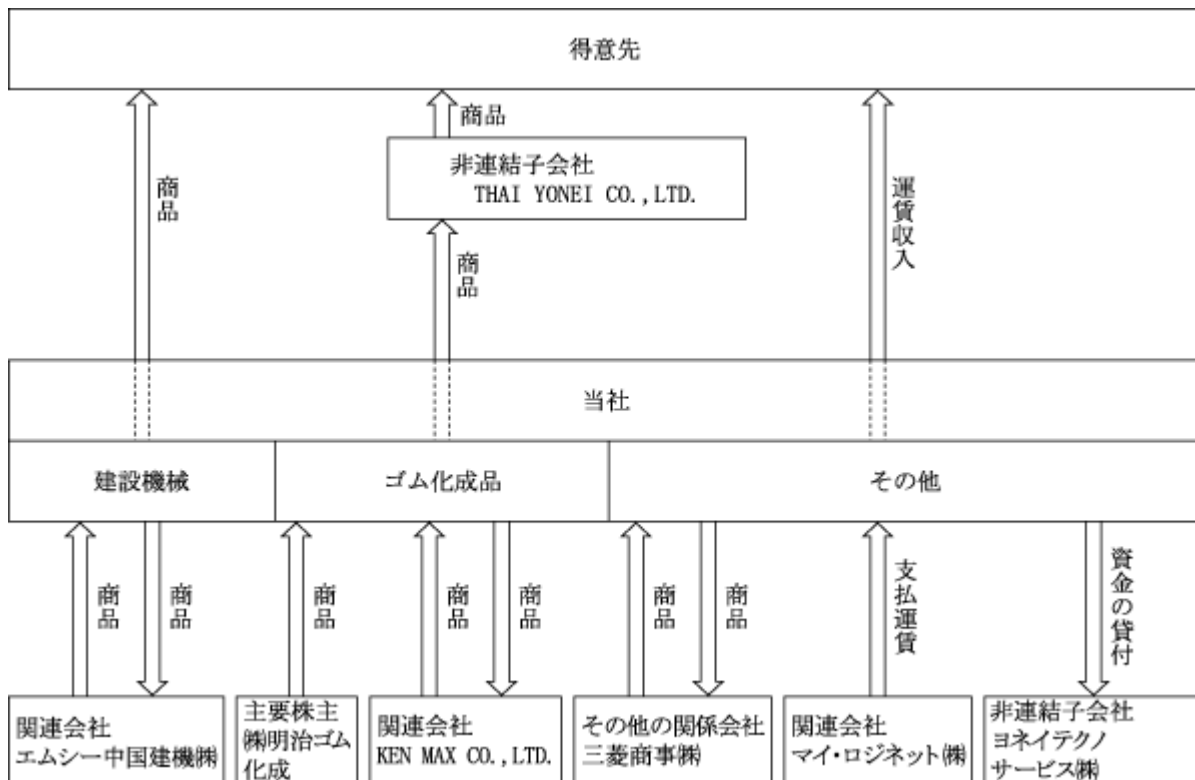 得意先
商品
商品
非連結子会社
THAI YONEI CO.,LTD.
商品
運賃収入
当社
建設機械
ゴム化成品
その他
商品
商品
商品
商品
商品
商品
商品
支払運賃
資金の貸付
関連会社
エムシー中国建機㈱
主要株主
㈱明治ゴム
化成
関連会社
KEN MAX CO.,LTD.
その他の関係会社
三菱商事㈱
関連会社
マイ・ロジネット(株)
非連結子会社
ヨネイテクノ
サービス㈱